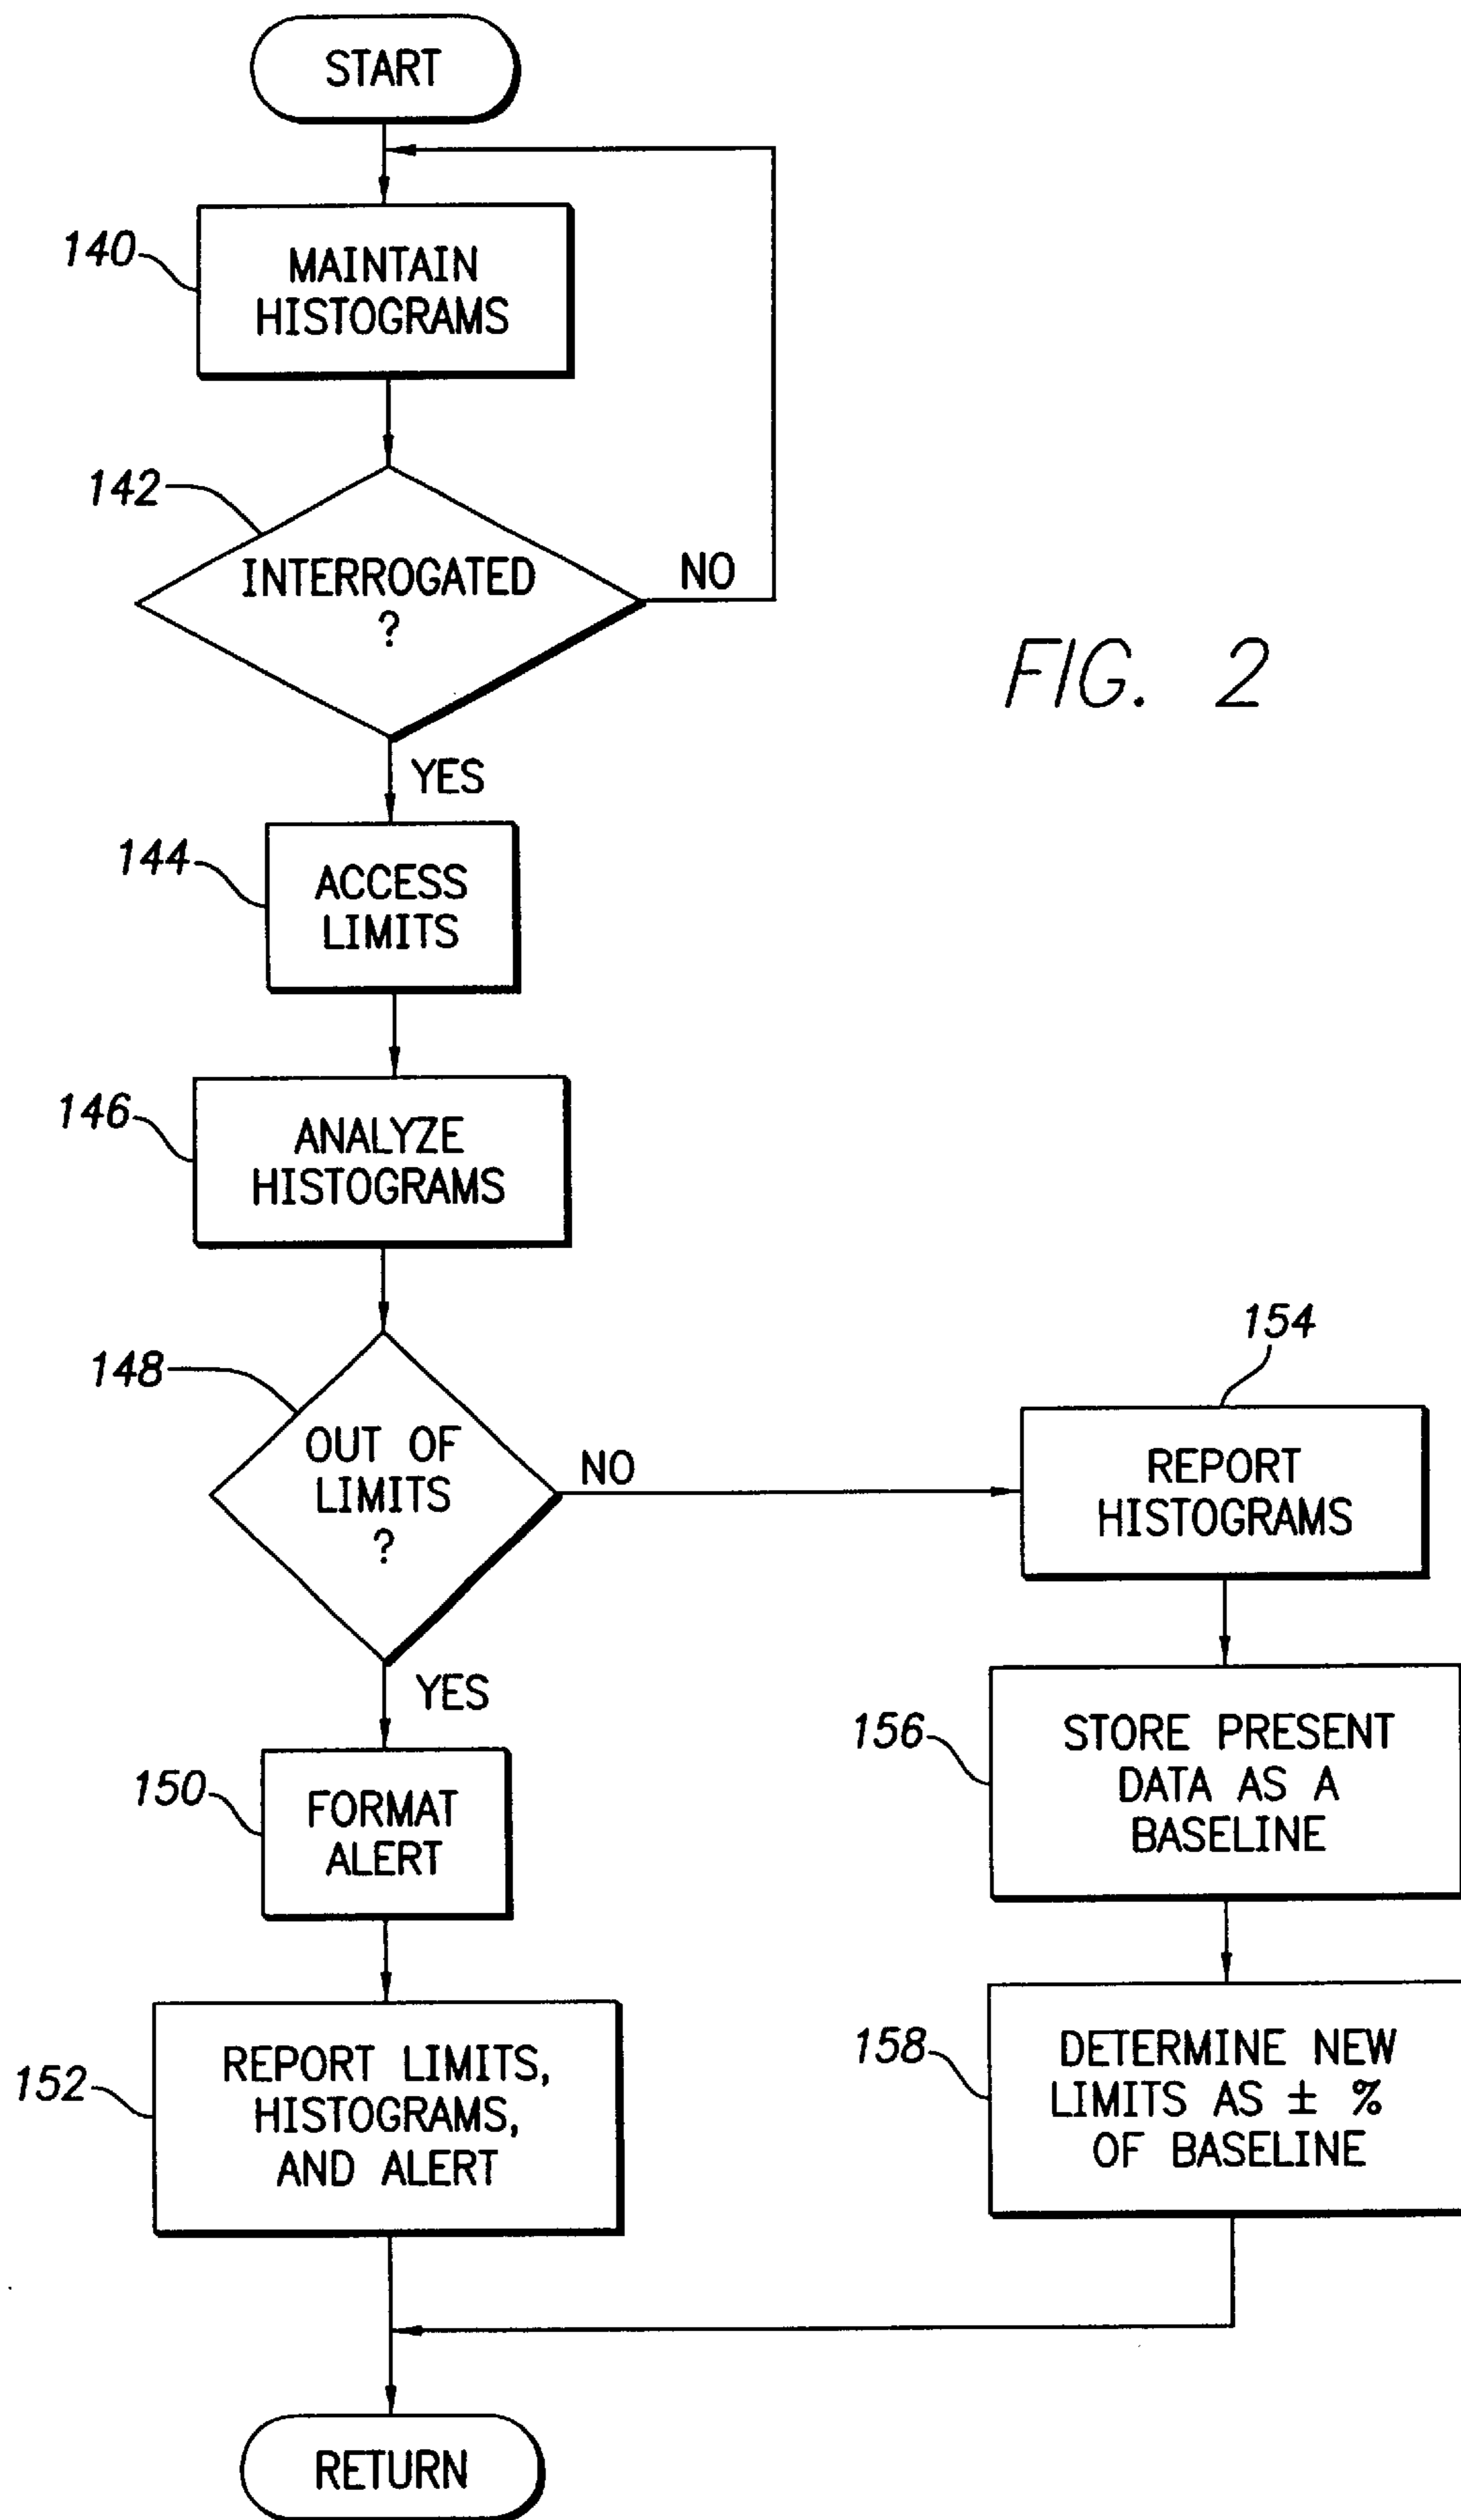 START
140
MAINTAIN
HISTOGRAMS
142
INTERROGATED
?
NO
FIG. 2
YES
144
ACCESS
LIMITS
146
ANALYZE
HISTOGRAMS
148
OUT OF
LIMITS
?
NO
154
REPORT
HISTOGRAMS
YES
156
STORE PRESENT
DATA AS A
BASELINE
150
FORMAT
ALERT
152
REPORT LIMITS,
HISTOGRAMS,
AND ALERT
158
DETERMINE NEW
LIMITS AS ± %
OF BASELINE
RETURN